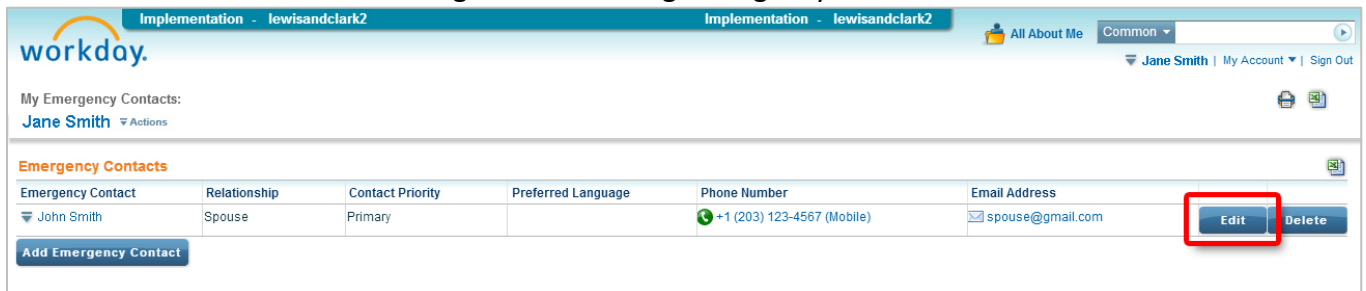 Implementation - lewisandclark2 Implementation - lewisandclark2
workday.
All About Me Common
Jane Smith | My Account | Sign Out
My Emergency Contacts:
Jane Smith Actions
Emergency Contacts
Emergency Contact Relationship Contact Priority Preferred Language Phone Number Email Address
John Smith Spouse Primary +1 (203) 123-4567 (Mobile) spouse@gmail.com Edit Delete
Add Emergency Contact